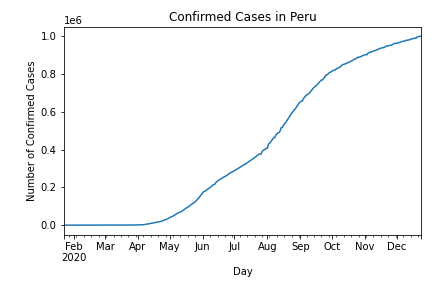 Confirmed Cases in Peru
1e6
1.0
0.8
0.6
0.4
0.2
0.0
Number of Confirmed Cases
Feb Mar Apr May Jun Jul Aug Sep Oct Nov Dec
2020
Day